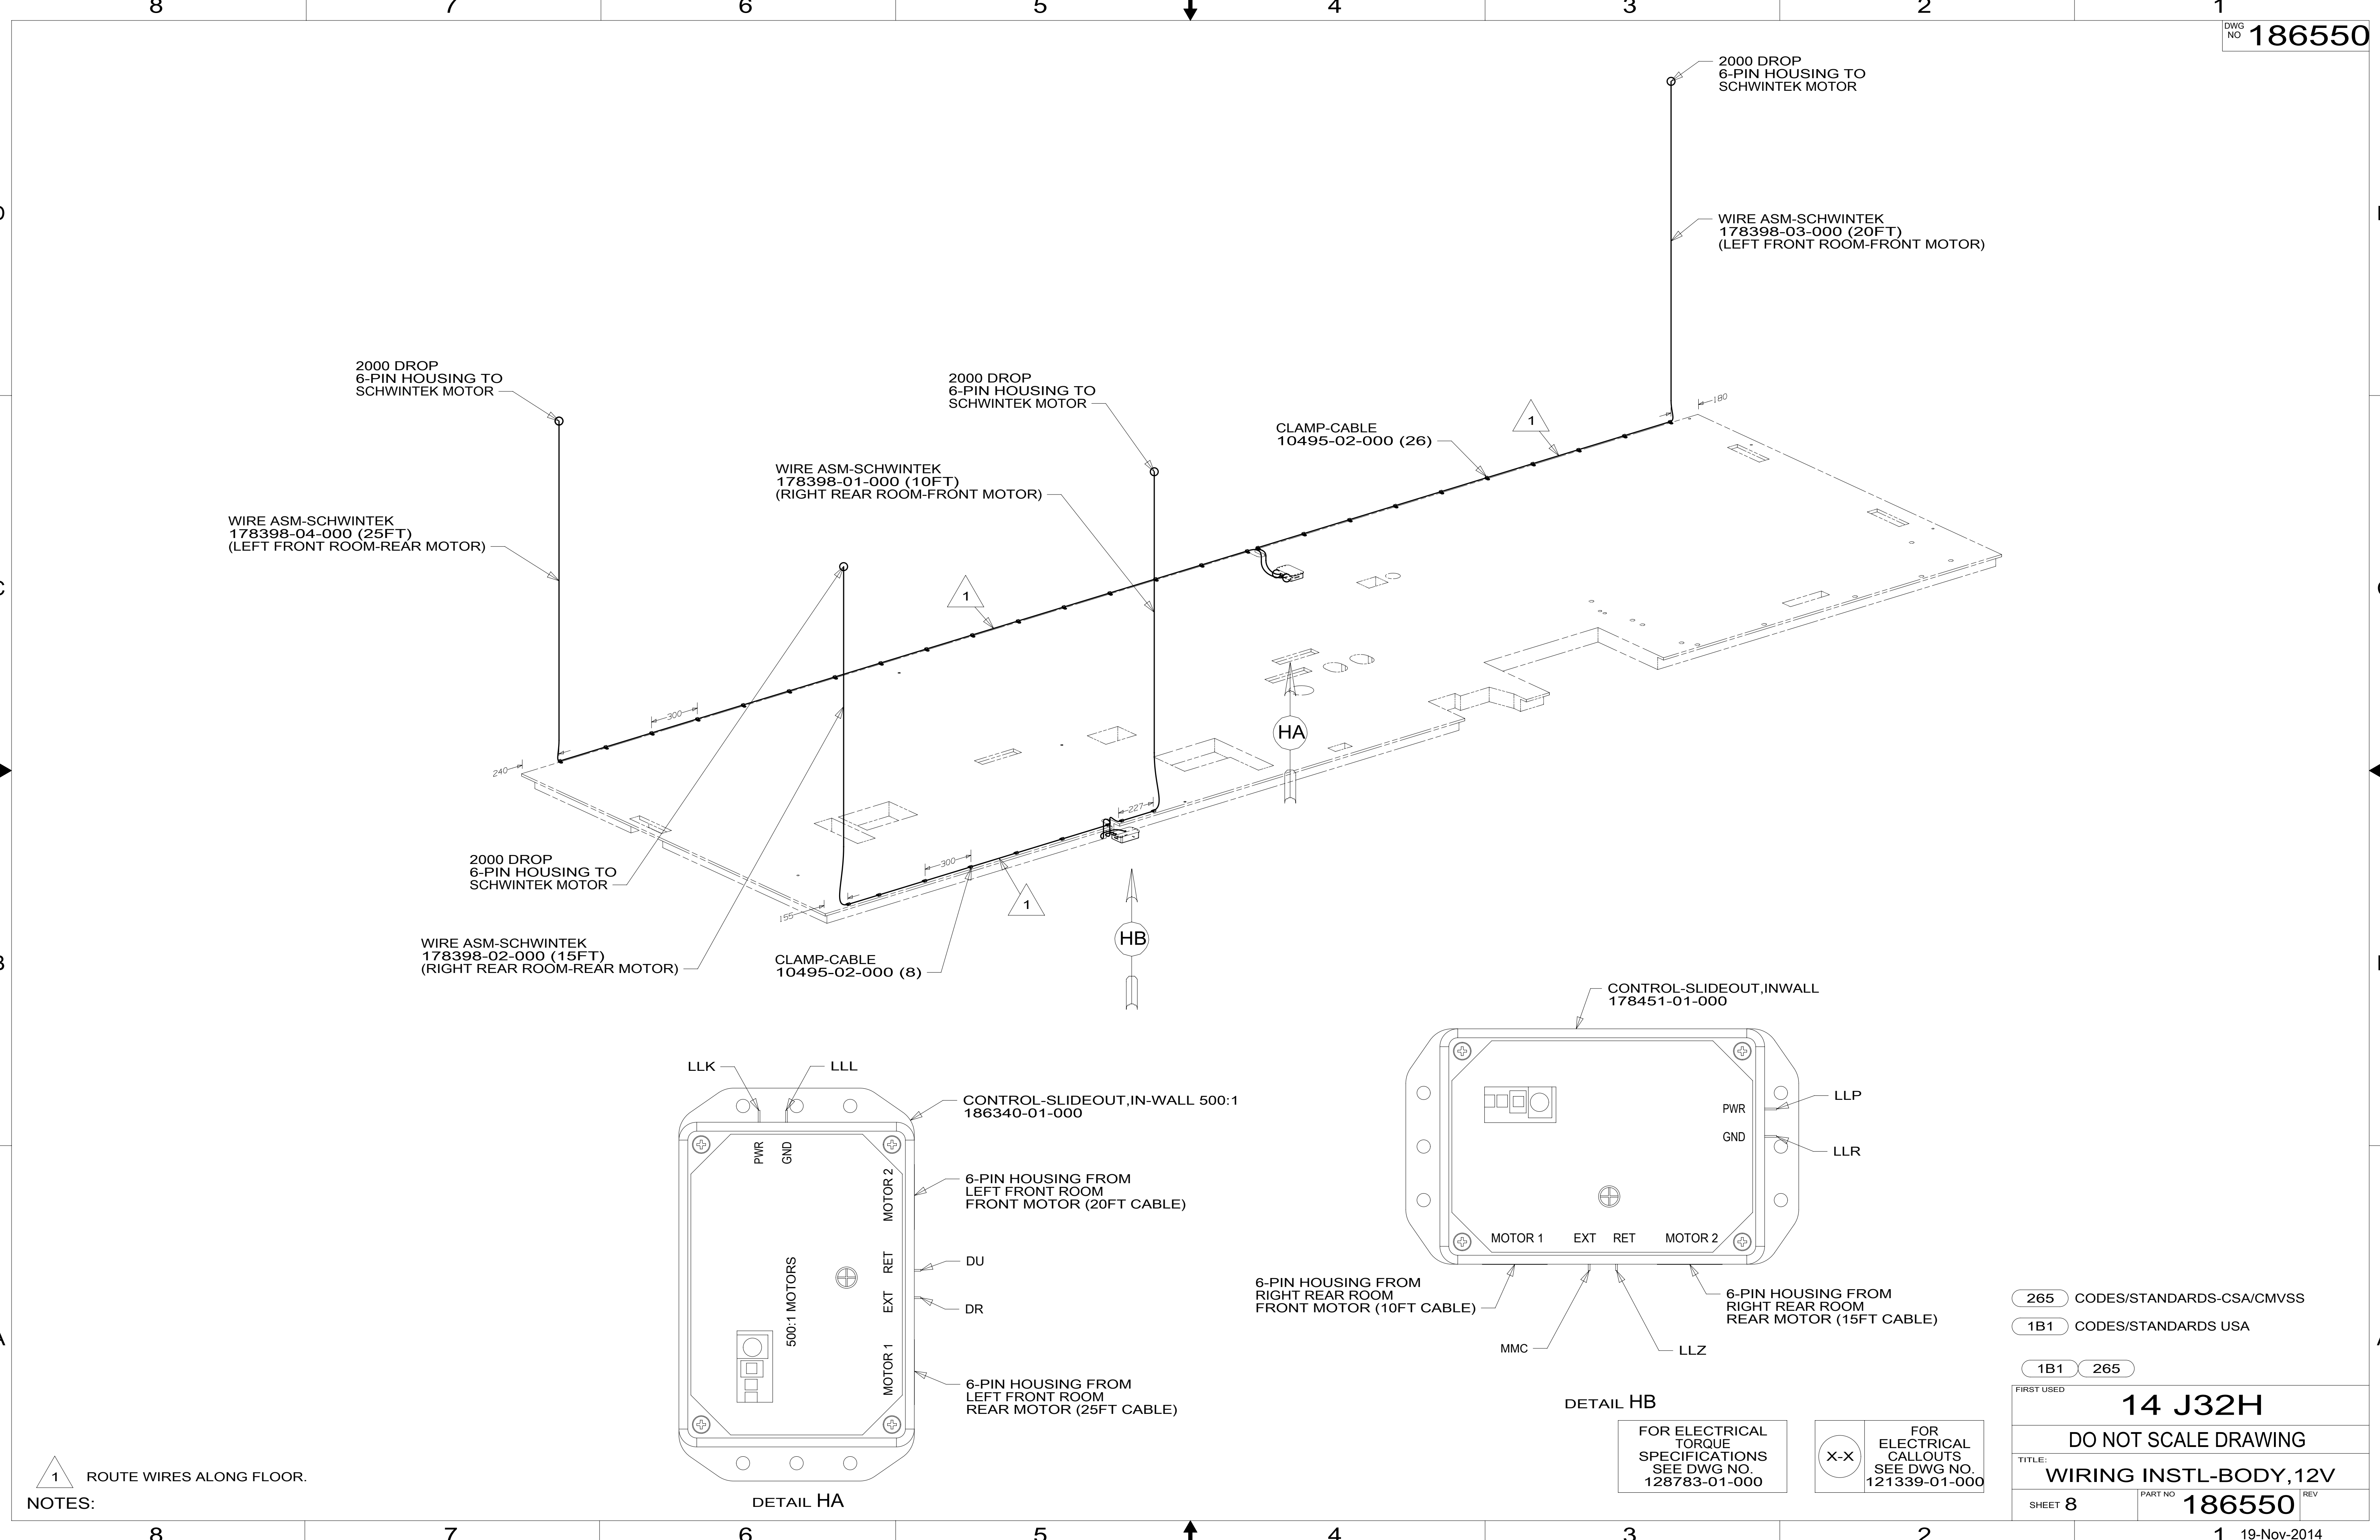 8 7 6 5 4 3 2 1
DWG
NO 186550
2000 DROP
6-PIN HOUSING TO
SCHWINTEK MOTOR
WIRE ASM-SCHWINTEK
178398-03-000 (20FT)
(LEFT FRONT ROOM-FRONT MOTOR)
2000 DROP
6-PIN HOUSING TO
SCHWINTEK MOTOR
2000 DROP
6-PIN HOUSING TO
SCHWINTEK MOTOR
180
CLAMP-CABLE
10495-02-000 (26)
1
WIRE ASM-SCHWINTEK
178398-01-000 (10FT)
(RIGHT REAR ROOM-FRONT MOTOR)
WIRE ASM-SCHWINTEK
178398-04-000 (25FT)
(LEFT FRONT ROOM-REAR MOTOR)
1
300
HA
240
227
2000 DROP
6-PIN HOUSING TO
SCHWINTEK MOTOR
300
1
155
HB
WIRE ASM-SCHWINTEK
178398-02-000 (15FT)
(RIGHT REAR ROOM-REAR MOTOR)
CLAMP-CABLE
10495-02-000 (8)
LLK
LLL
CONTROL-SLIDEOUT,IN-WALL 500:1
186340-01-000
PWR
GND
MOTOR 2
RET
EXT
MOTOR 1
500:1 MOTORS
6-PIN HOUSING FROM
LEFT FRONT ROOM
FRONT MOTOR (20FT CABLE)
DU
DR
6-PIN HOUSING FROM
LEFT FRONT ROOM
REAR MOTOR (25FT CABLE)
DETAIL HA
CONTROL-SLIDEOUT,INWALL
178451-01-000
PWR
GND
LLP
LLR
MOTOR 1 EXT RET MOTOR 2
6-PIN HOUSING FROM
RIGHT REAR ROOM
FRONT MOTOR (10FT CABLE)
6-PIN HOUSING FROM
RIGHT REAR ROOM
REAR MOTOR (15FT CABLE)
MMC
LLZ
DETAIL HB
265 CODES/STANDARDS-CSA/CMVSS
1B1 CODES/STANDARDS USA
1B1 265
FOR ELECTRICAL
TORQUE
SPECIFICATIONS
SEE DWG NO.
128783-01-000
X-X
FOR
ELECTRICAL
CALLOUTS
SEE DWG NO.
121339-01-000
FIRST USED
14 J32H
DO NOT SCALE DRAWING
TITLE:
WIRING INSTL-BODY,12V
SHEET 8
PART NO 186550
REV
1 ROUTE WIRES ALONG FLOOR.
NOTES:
8 7 6 5 4 3 2 1
19-Nov-2014